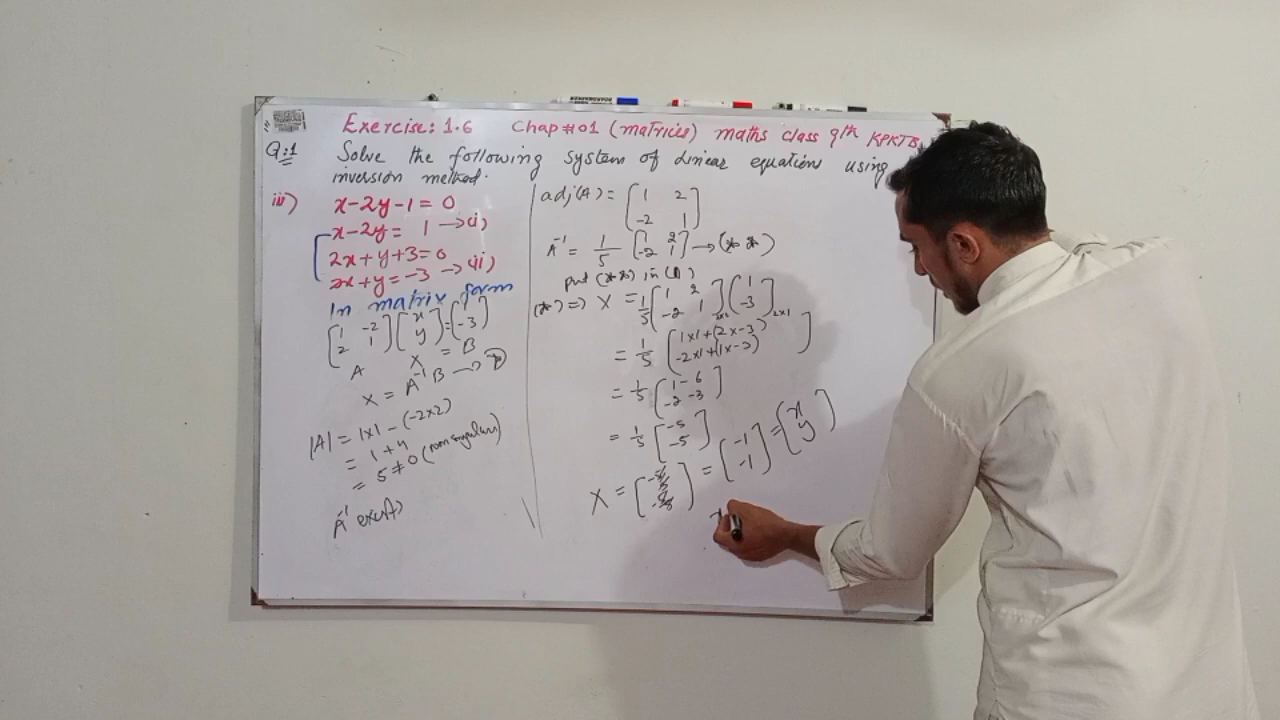 Exercise: 1.6 Chap#01 (matrices) maths class 9th KPKTB
Q:1 Solve the following system of linear equations using
inversion method.
iii) x-2y-1=0
x-2y= 1 →(i)
2x+y+3=0
2x+y=-3 →(ii)
In matrix form
[1 -2
2 1] [x
y] = [1
-3]
A X = B
X = A⁻¹B →(*)
|A| = 1x1 - (-2x2)
= 1+4
= 5≠0 (non singular)
A⁻¹ exists
adj(A) = [1 2
-2 1]
A⁻¹ = 1/5 [1 2
-2 1] →(**)
put (**) in (*)
(*)=> X = 1/5 [1 2
-2 1]2x2 [1
-3]2x1
= 1/5 [1x1+(2x-3)
-2x1+(1x-3)]
= 1/5 [1-6
-2-3]
= 1/5 [-5
-5]
X = [-5/5
-5/5] = [-1
-1] = [x
y]
x